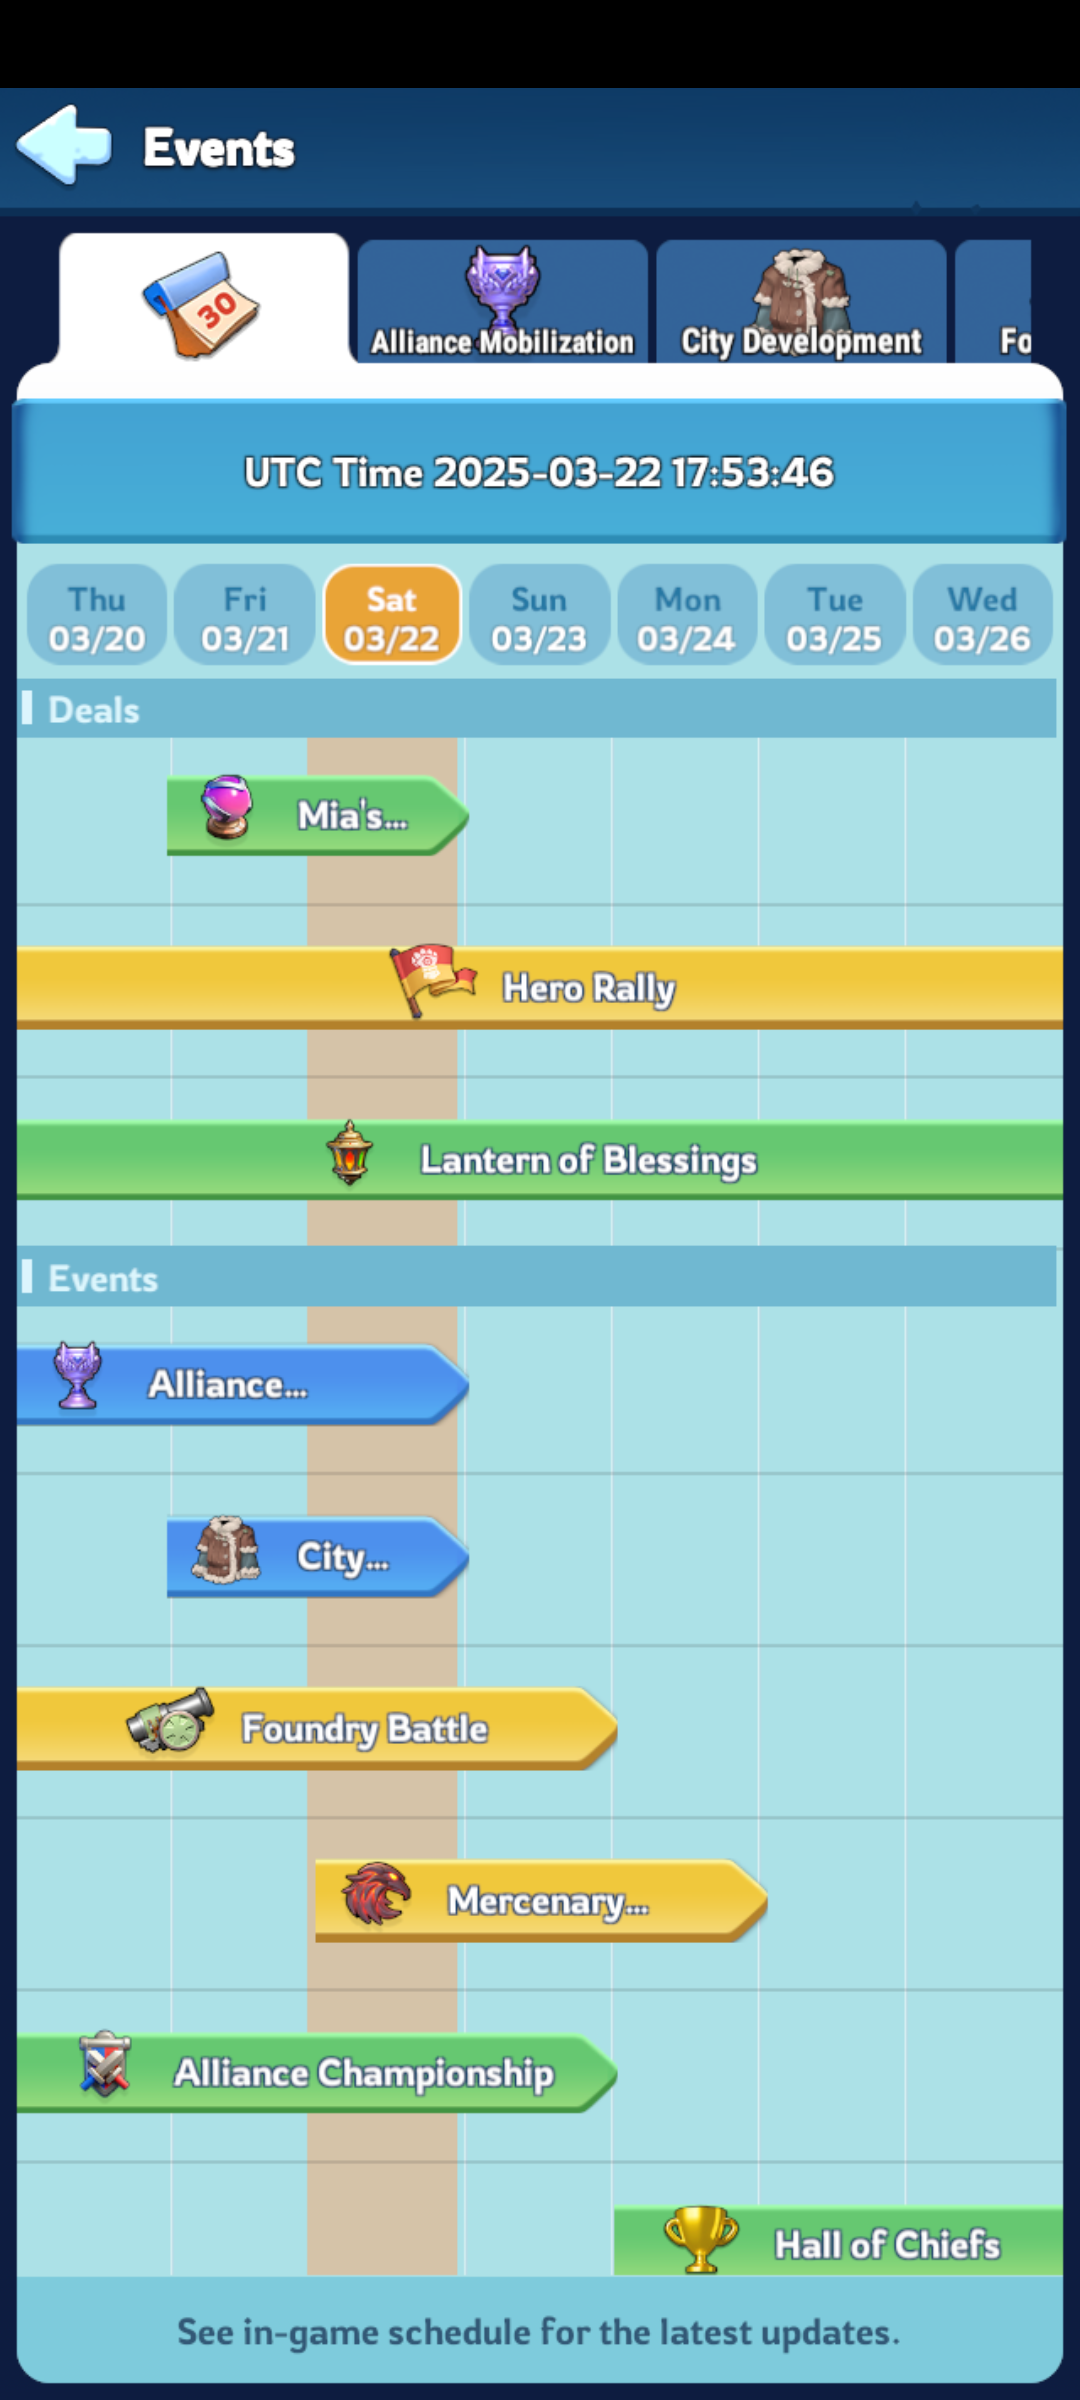 Events
30
Alliance Mobilization
City Development
Fo
UTC Time 2025-03-22 17:53:46
Thu
03/20
Fri
03/21
Sat
03/22
Sun
03/23
Mon
03/24
Tue
03/25
Wed
03/26
Deals
Mia's...
Hero Rally
Lantern of Blessings
Events
Alliance...
City...
Foundry Battle
Mercenary...
Alliance Championship
Hall of Chiefs
See in-game schedule for the latest updates.